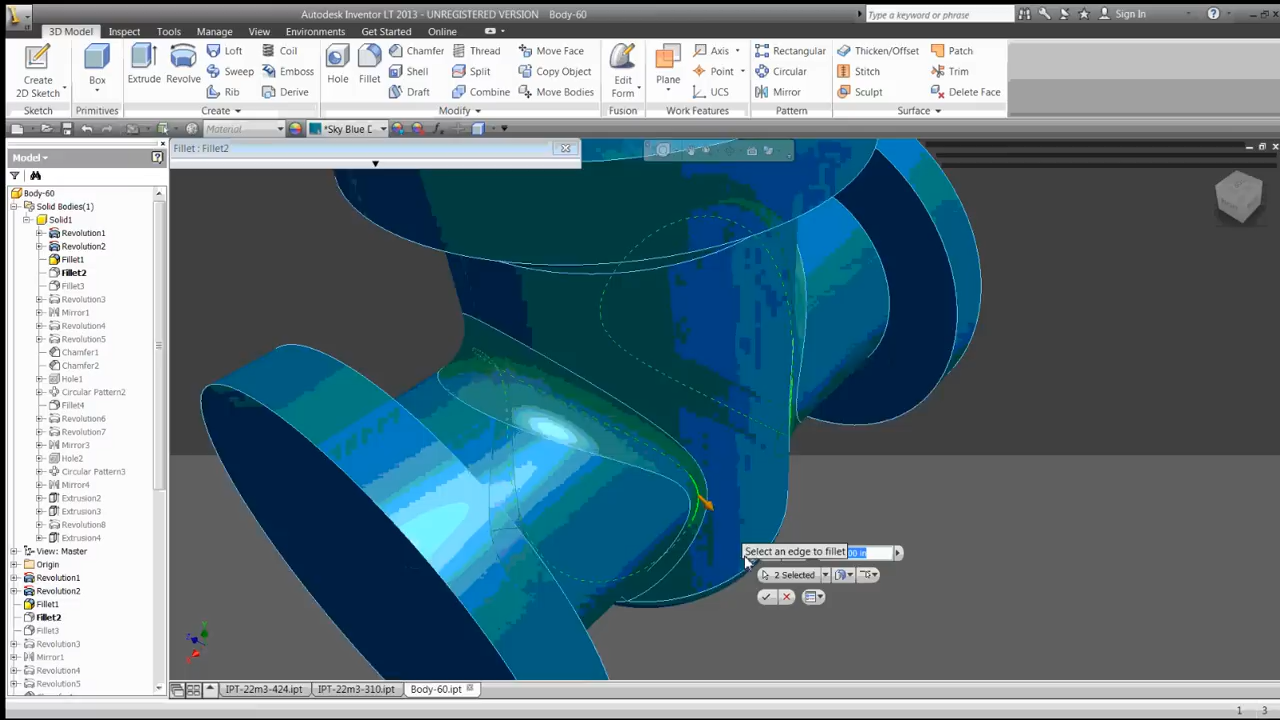 Autodesk Inventor LT 2013 - UNREGISTERED VERSION Body-60
Type a keyword or phrase
Sign In
3D Model Inspect Tools Manage View Environments Get Started Online
Create
2D Sketch
Box
Extrude
Revolve
Loft
Sweep
Rib
Coil
Emboss
Derive
Hole
Fillet
Chamfer
Shell
Draft
Thread
Split
Combine
Move Face
Copy Object
Move Bodies
Edit
Form
Plane
Axis
Point
UCS
Rectangular
Circular
Mirror
Thicken/Offset
Stitch
Sculpt
Patch
Trim
Delete Face
Sketch Primitives Create Modify Fusion Work Features Pattern Surface
Material
*Sky Blue D
Model
Fillet : Fillet2
Body-60
Solid Bodies(1)
Solid1
Revolution1
Revolution2
Fillet1
Fillet2
Fillet3
Revolution3
Mirror1
Revolution4
Revolution5
Chamfer1
Chamfer2
Hole1
Circular Pattern2
Fillet4
Revolution6
Revolution7
Mirror3
Hole2
Circular Pattern3
Mirror4
Extrusion2
Extrusion3
Revolution8
Extrusion4
View: Master
Origin
Revolution1
Revolution2
Fillet1
Fillet2
Fillet3
Revolution3
Mirror1
Revolution4
Revolution5
Select an edge to fillet
00 in
2 Selected
IPT-22m3-424.ipt IPT-22m3-310.ipt Body-60.ipt
1 3